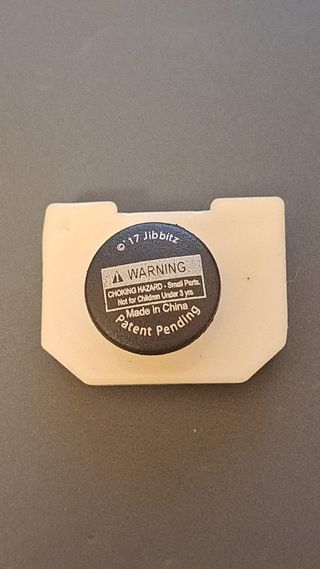 ©'17 Jibbitz
WARNING
CHOKING HAZARD - Small Parts.
Not for Children Under 3 yrs.
Made in China
Patent Pending